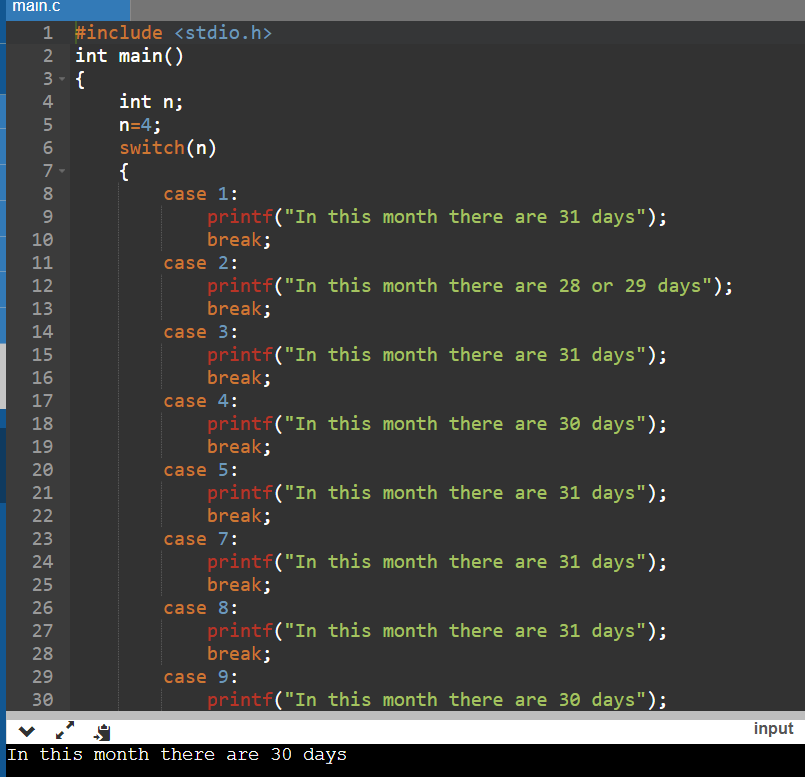 main.c
1 #include <stdio.h>
2 int main()
3 {
4 int n;
5 n=4;
6 switch(n)
7 {
8 case 1:
9 printf("In this month there are 31 days");
10 break;
11 case 2:
12 printf("In this month there are 28 or 29 days");
13 break;
14 case 3:
15 printf("In this month there are 31 days");
16 break;
17 case 4:
18 printf("In this month there are 30 days");
19 break;
20 case 5:
21 printf("In this month there are 31 days");
22 break;
23 case 7:
24 printf("In this month there are 31 days");
25 break;
26 case 8:
27 printf("In this month there are 31 days");
28 break;
29 case 9:
30 printf("In this month there are 30 days");
input
In this month there are 30 days